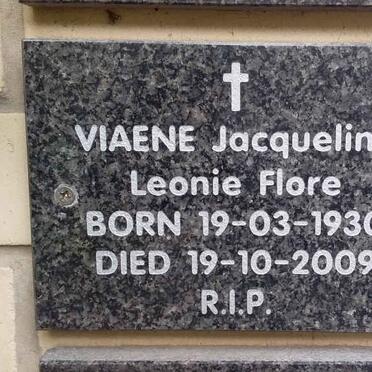 VIAENE Jacquelin
Leonie Flore
BORN 19-03-1930
DIED 19-10-2009
R.I.P.